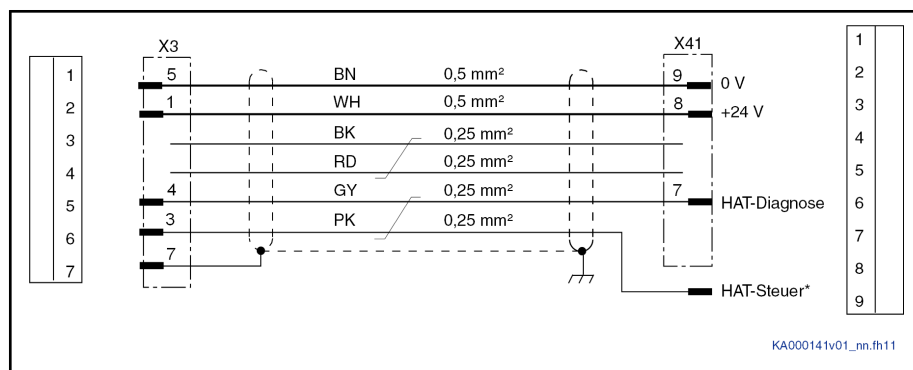 X3
X41
1
2
3
4
5
6
7
5 BN 0,5 mm² 9 0 V
1 WH 0,5 mm² 8 +24 V
BK 0,25 mm²
RD 0,25 mm²
4 GY 0,25 mm² 7 HAT-Diagnose
3 PK 0,25 mm²
7
HAT-Steuer*
1
2
3
4
5
6
7
8
9
KA000141v01_nn.fh11